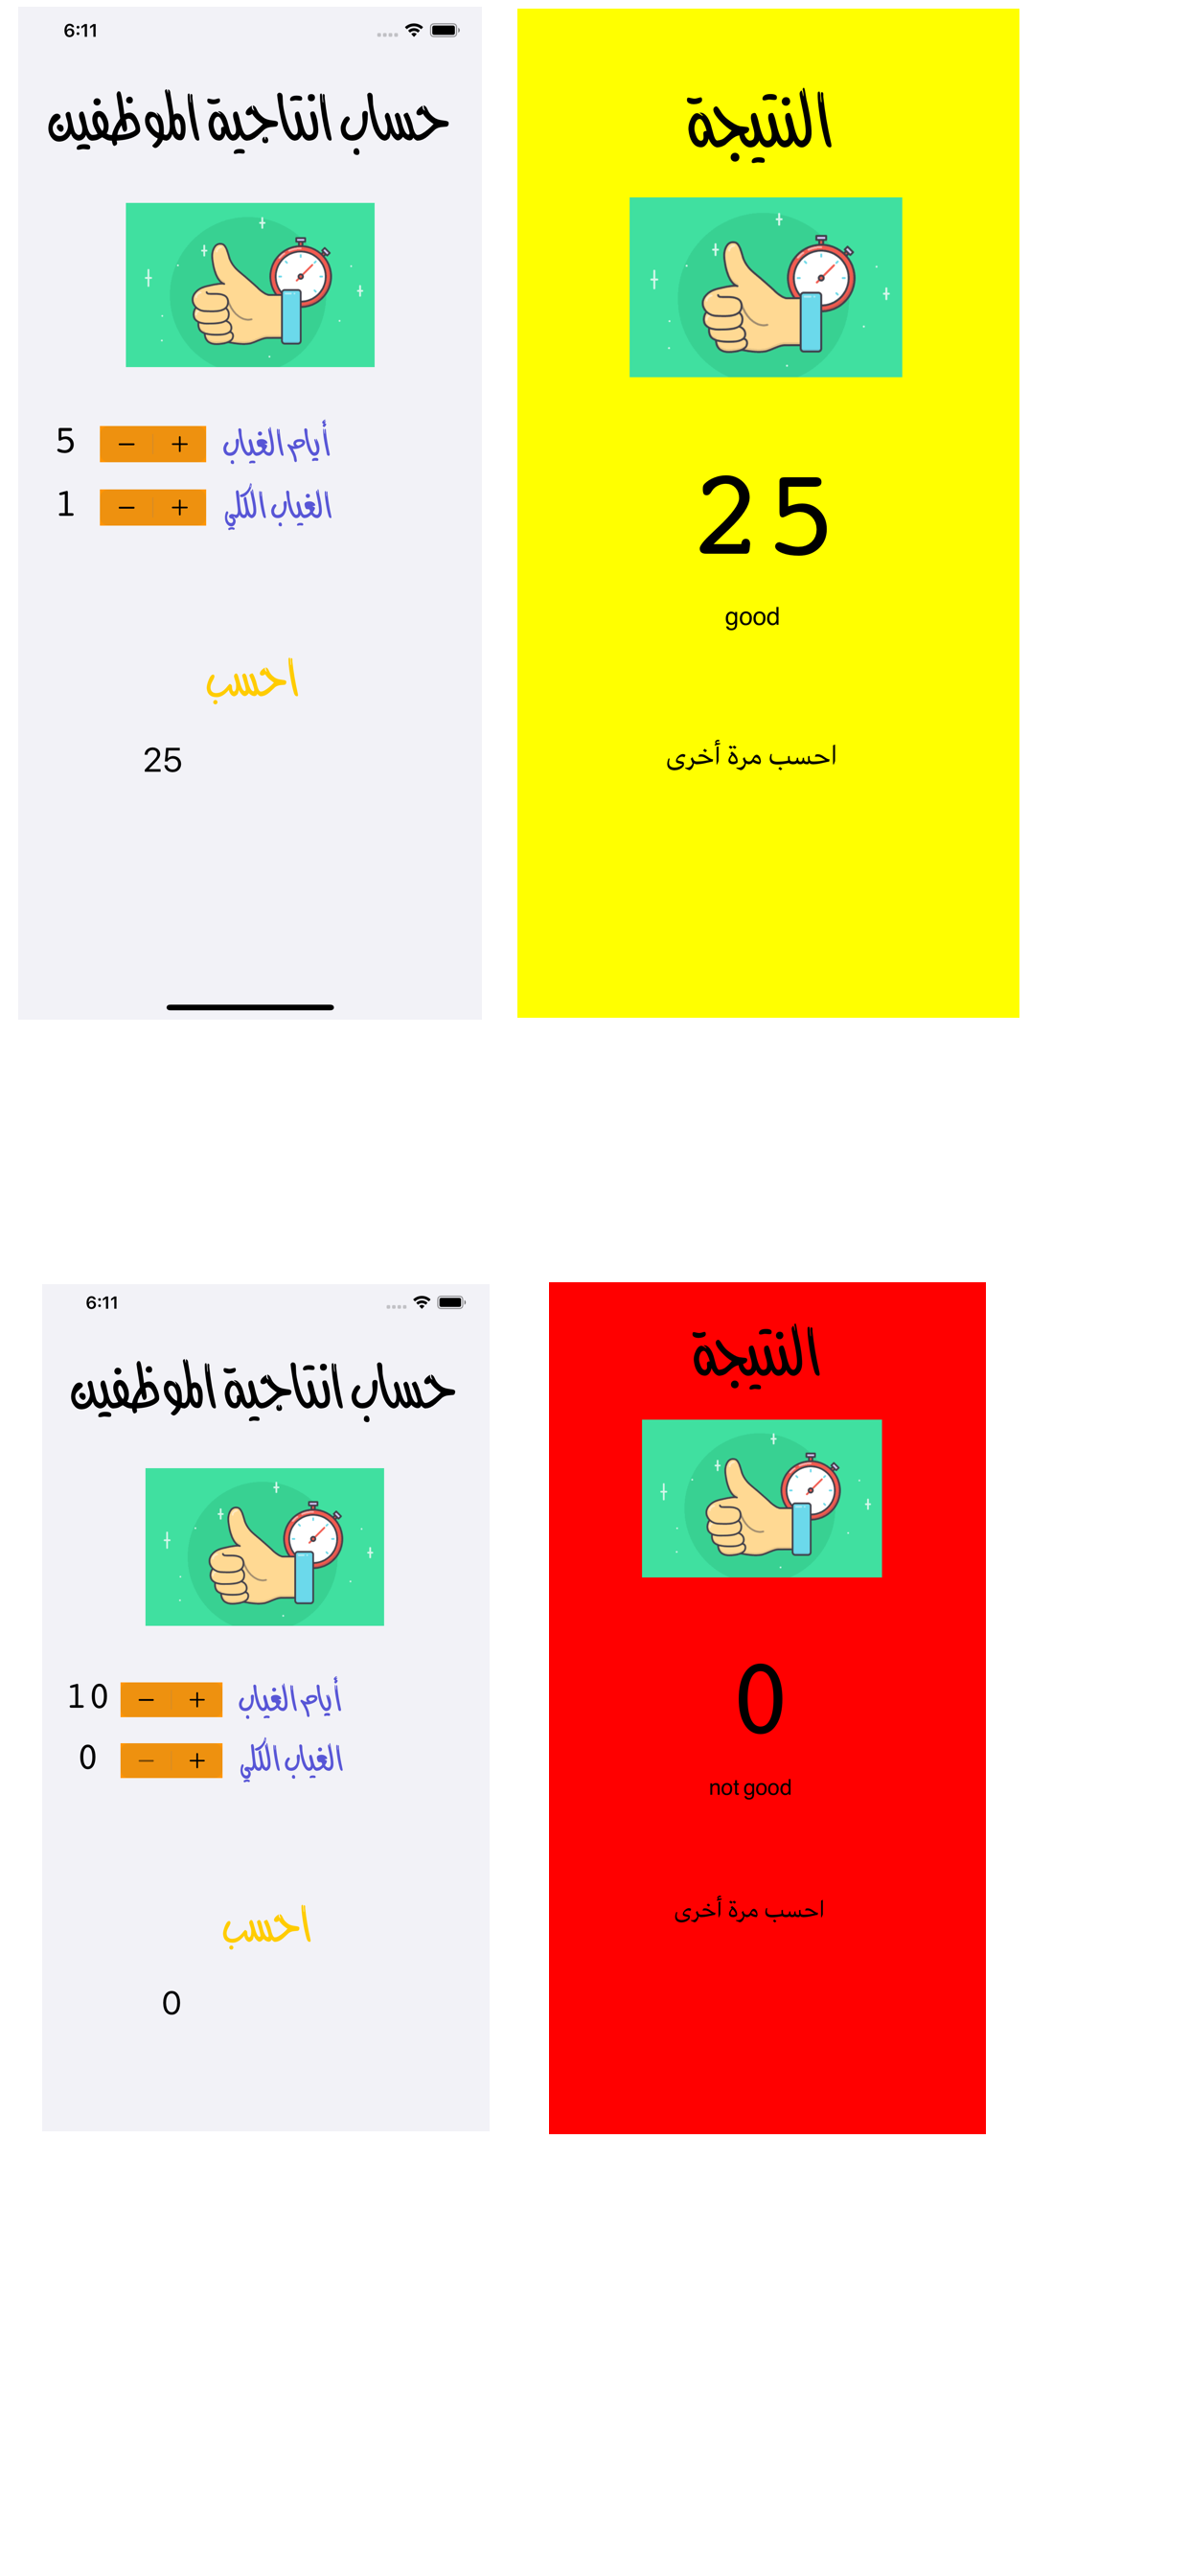 6:11
حساب انتاجية الموظفين
أيام الغياب - + 5
الغياب الكلي - + 1
احسب
25
النتيجة
25
good
احسب مرة أخرى
6:11
حساب انتاجية الموظفين
أيام الغياب - + 10
الغياب الكلي - + 0
احسب
0
النتيجة
0
not good
احسب مرة أخرى